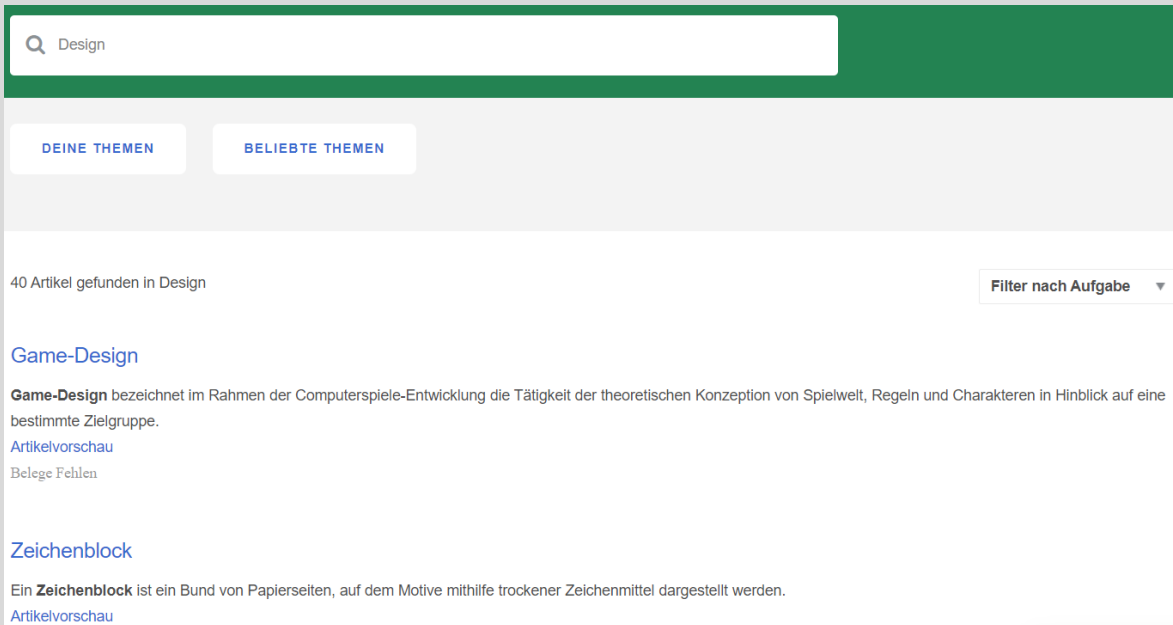 Design
DEINE THEMEN
BELIEBTE THEMEN
40 Artikel gefunden in Design
Filter nach Aufgabe
Game-Design
Game-Design bezeichnet im Rahmen der Computerspiele-Entwicklung die Tätigkeit der theoretischen Konzeption von Spielwelt, Regeln und Charakteren in Hinblick auf eine
bestimmte Zielgruppe.
Artikelvorschau
Belege Fehlen
Zeichenblock
Ein Zeichenblock ist ein Bund von Papierseiten, auf dem Motive mithilfe trockener Zeichenmittel dargestellt werden.
Artikelvorschau